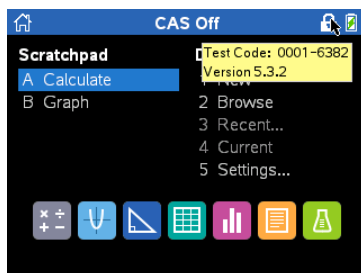 CAS Off
Scratchpad
A Calculate
B Graph
D
Test Code: 0001-6382
Version 5.3.2
1 New
2 Browse
3 Recent...
4 Current
5 Settings...